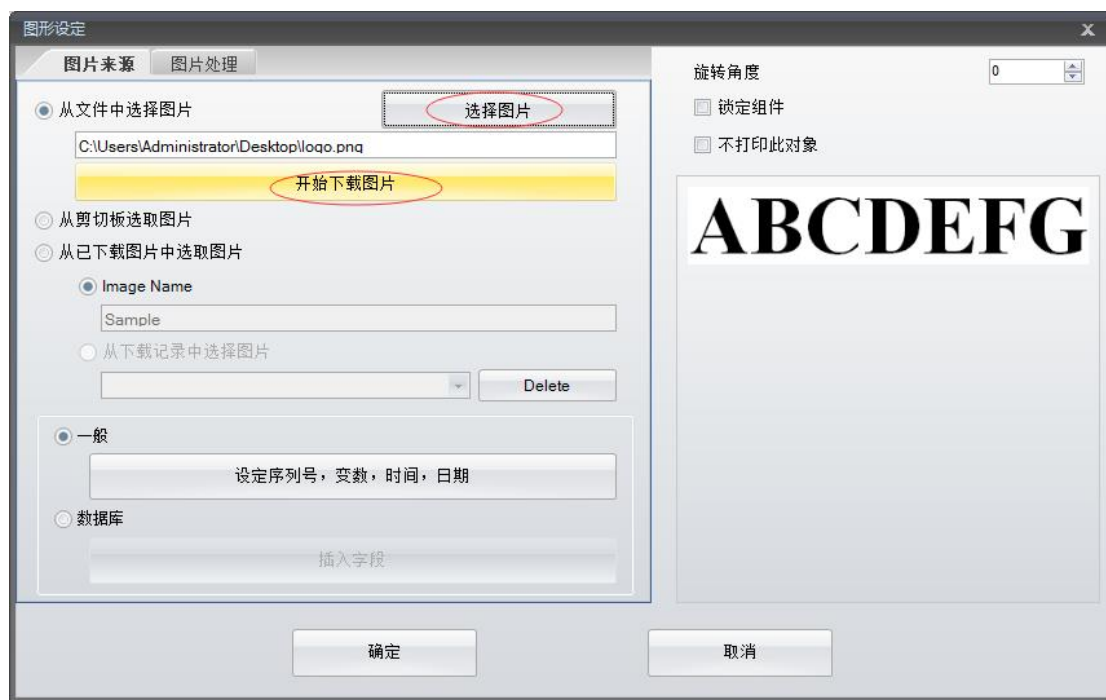 图形设定
图片来源
图片处理
从文件中选择图片
选择图片
C:\Users\Administrator\Desktop\logo.png
开始下载图片
从剪切板选取图片
从已下载图片中选取图片
Image Name
Sample
从下载记录中选择图片
Delete
一般
设定序列号，变数，时间，日期
数据库
插入字段
旋转角度
0
锁定组件
不打印此对象
ABCDEFG
确定
取消